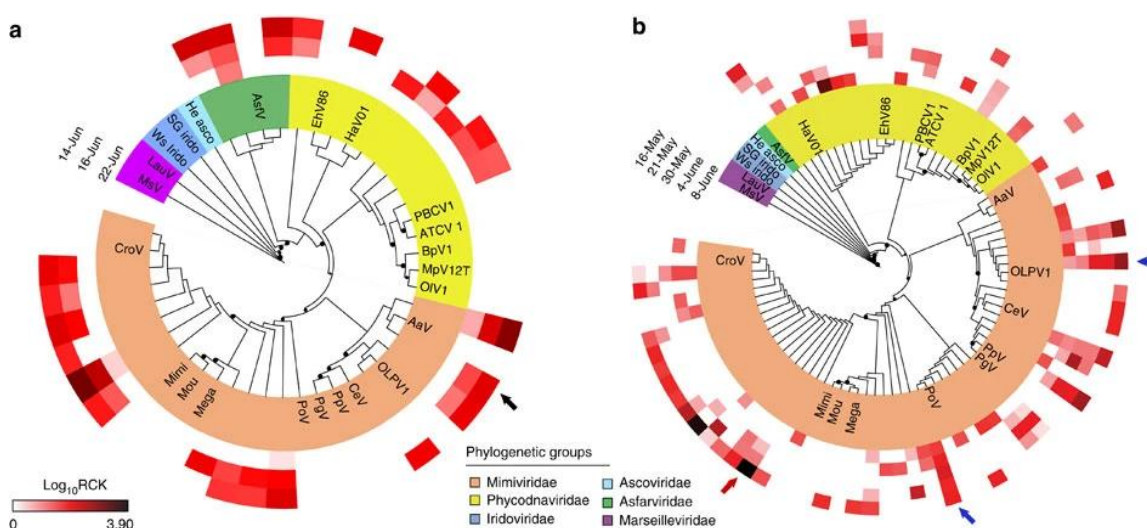 a
14-Jun
16-Jun
22-Jun
MsV
LauV
Ws Irido
SG irido
He asco
AsfV
EhV86
HaV01
PBCV1
ATCV 1
BpV1
MpV12T
OlV1
AaV
OLPV1
CeV
PpV
PgV
PoV
Mega
Mou
Mimi
CroV
Log10RCK
0
3.90
b
16-May
21-May
30-May
4-June
8-June
MsV
LauV
Ws Irdo
SG irdo
He asco
AsfV
HaV01
EhV86
PBCV1
ATCV 1
BpV1
MpV12T
OlV1
AaV
OLPV1
CeV
PpV
PgV
PoV
Mega
Mou
Mimi
CroV
Phylogenetic groups
Mimiviridae
Phycodnaviridae
Iridoviridae
Ascoviridae
Asfarviridae
Marseilleviridae